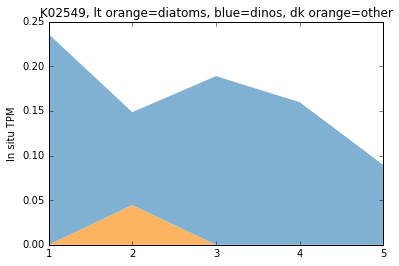 K02549, lt orange=diatoms, blue=dinos, dk orange=other
0.25
0.20
0.15
0.10
0.05
0.00
In situ TPM
1 2 3 4 5